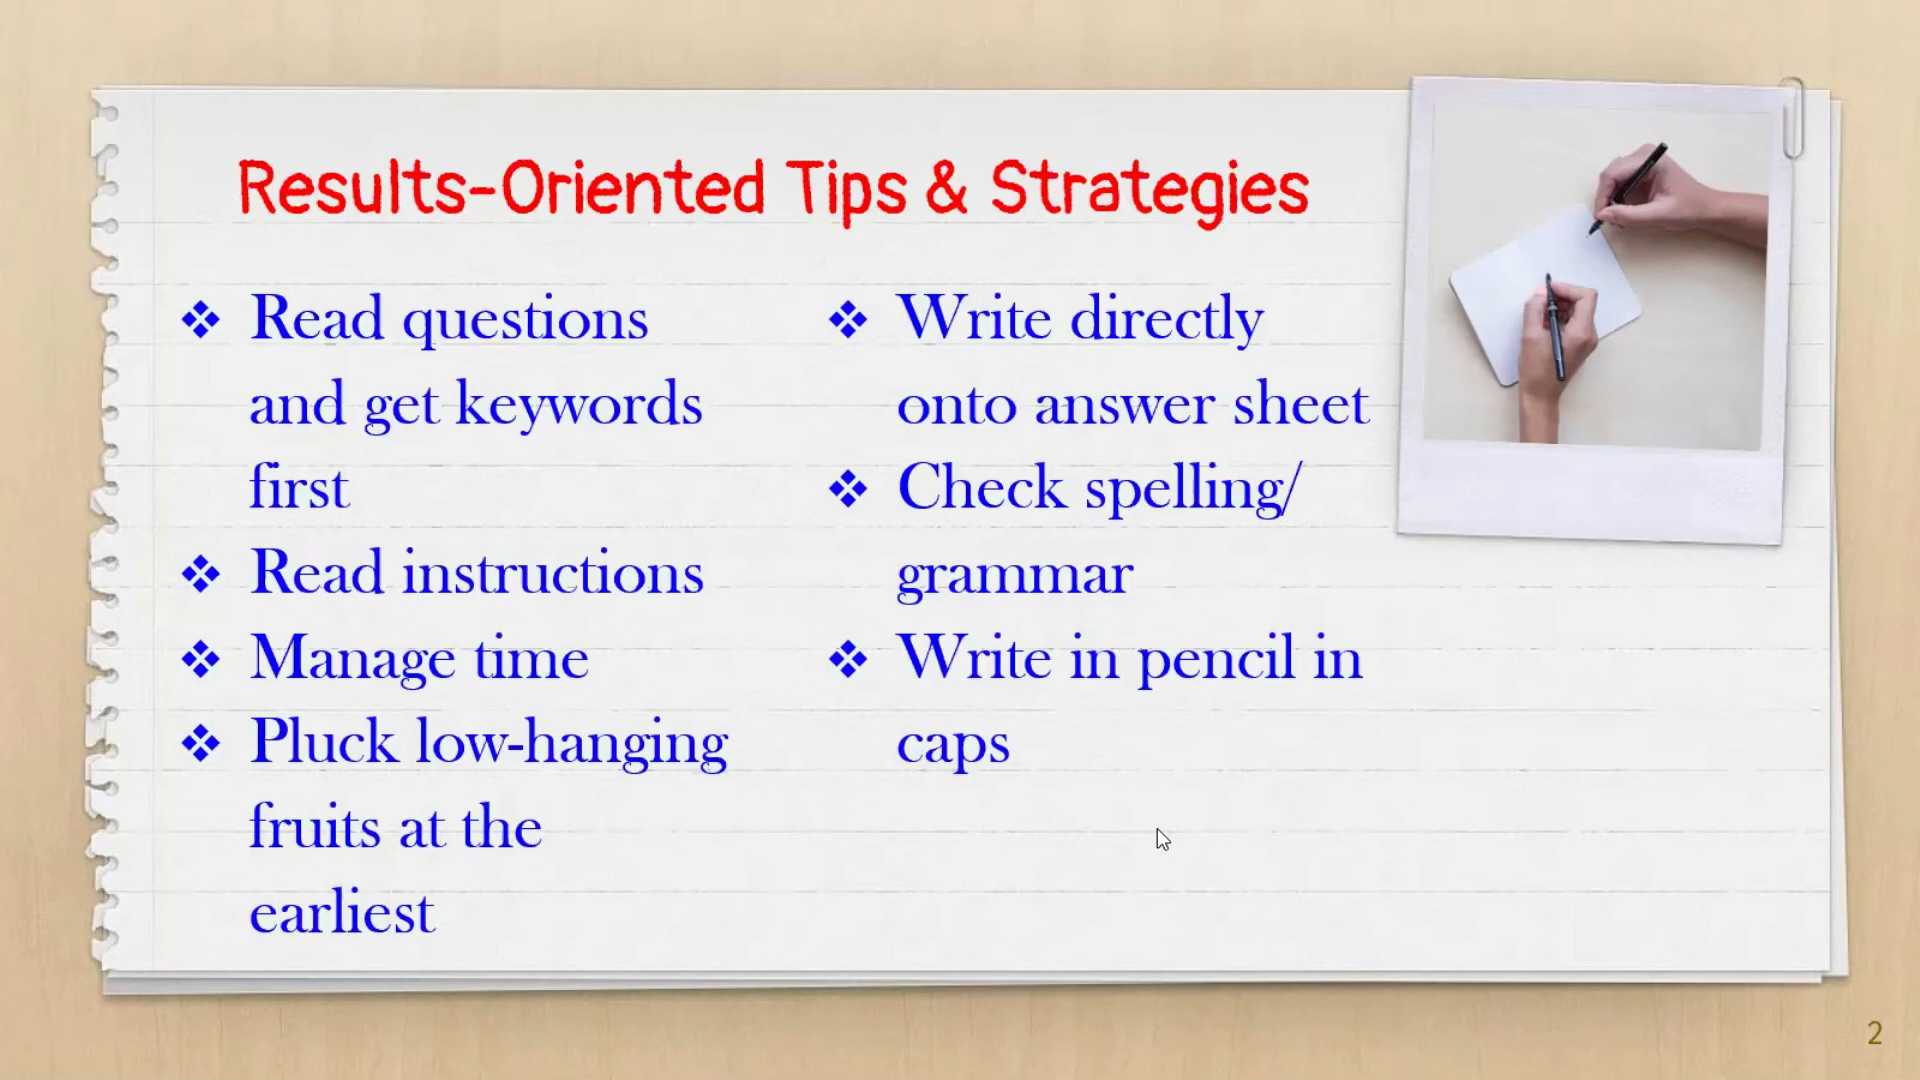 Results-Oriented Tips & Strategies
❖ Read questions
and get keywords
first
❖ Read instructions
❖ Manage time
❖ Pluck low-hanging
fruits at the
earliest
❖ Write directly
onto answer sheet
❖ Check spelling/
grammar
❖ Write in pencil in
caps
2